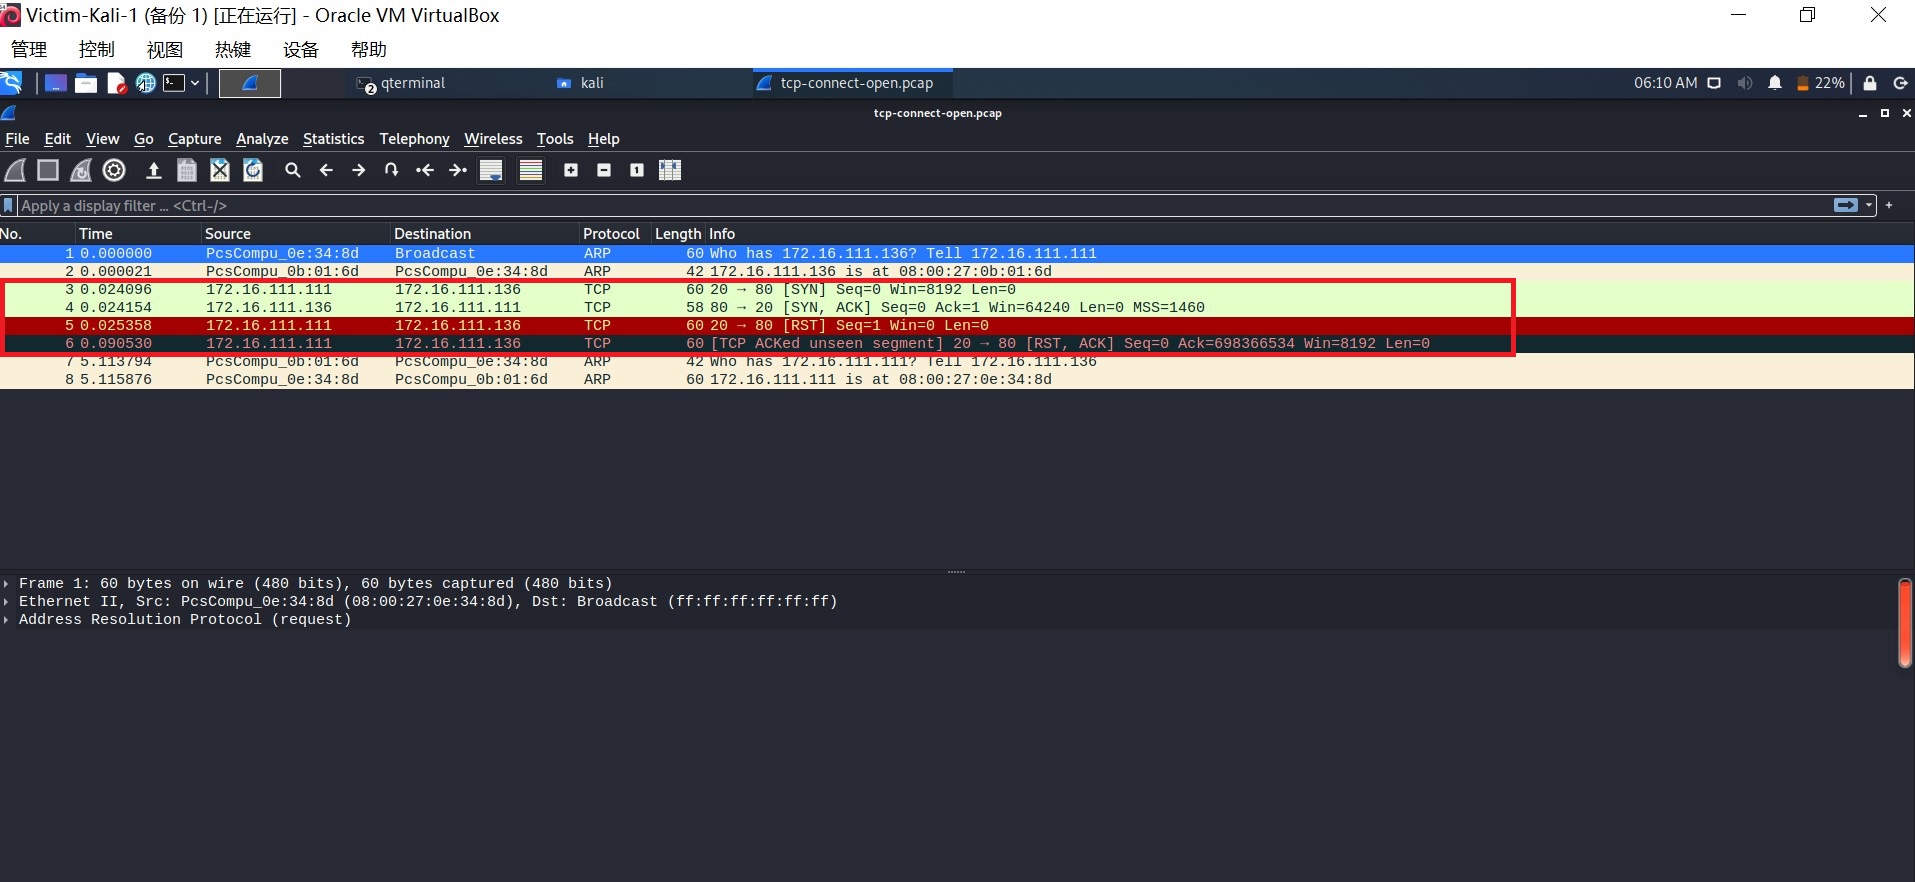 Victim-Kali-1 (备份 1) [正在运行] - Oracle VM VirtualBox
管理 控制 视图 热键 设备 帮助
2 qterminal kali tcp-connect-open.pcap 06:10 AM 22%
tcp-connect-open.pcap
File Edit View Go Capture Analyze Statistics Telephony Wireless Tools Help
Apply a display filter … <Ctrl-/> +
No. Time Source Destination Protocol Length Info
1 0.000000 PcsCompu_0e:34:8d Broadcast ARP 60 Who has 172.16.111.136? Tell 172.16.111.111
2 0.000021 PcsCompu_0b:01:6d PcsCompu_0e:34:8d ARP 42 172.16.111.136 is at 08:00:27:0b:01:6d
3 0.024096 172.16.111.111 172.16.111.136 TCP 60 20 → 80 [SYN] Seq=0 Win=8192 Len=0
4 0.024154 172.16.111.136 172.16.111.111 TCP 58 80 → 20 [SYN, ACK] Seq=0 Ack=1 Win=64240 Len=0 MSS=1460
5 0.025358 172.16.111.111 172.16.111.136 TCP 60 20 → 80 [RST] Seq=1 Win=0 Len=0
6 0.090530 172.16.111.111 172.16.111.136 TCP 60 [TCP ACKed unseen segment] 20 → 80 [RST, ACK] Seq=0 Ack=698366534 Win=8192 Len=0
7 5.113794 PcsCompu_0b:01:6d PcsCompu_0e:34:8d ARP 42 Who has 172.16.111.111? Tell 172.16.111.136
8 5.115876 PcsCompu_0e:34:8d PcsCompu_0b:01:6d ARP 60 172.16.111.111 is at 08:00:27:0e:34:8d
Frame 1: 60 bytes on wire (480 bits), 60 bytes captured (480 bits)
Ethernet II, Src: PcsCompu_0e:34:8d (08:00:27:0e:34:8d), Dst: Broadcast (ff:ff:ff:ff:ff:ff)
Address Resolution Protocol (request)